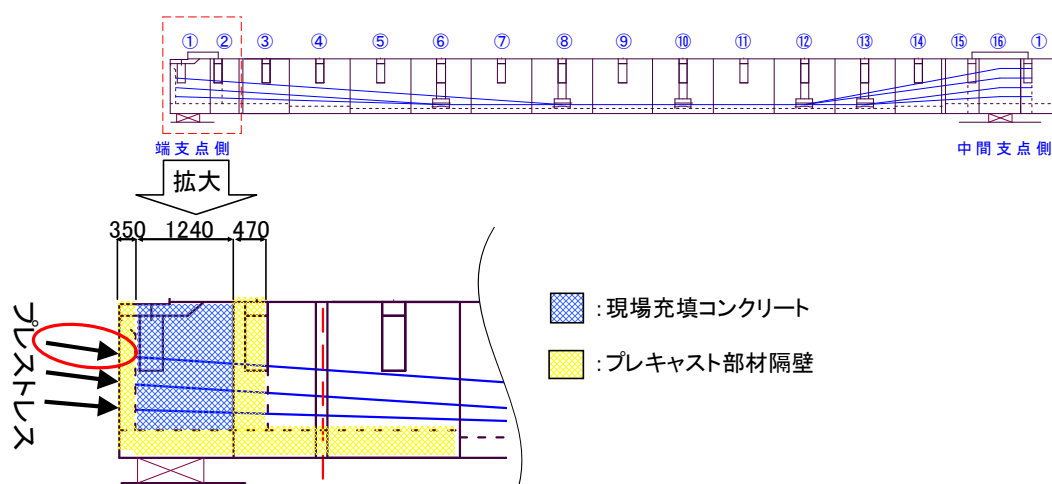 ① ② ③ ④ ⑤ ⑥ ⑦ ⑧ ⑨ ⑩ ⑪ ⑫ ⑬ ⑭ ⑮ ⑯ ①
端支点側
中間支点側
拡大
350 1240 470
プレストレス
:現場充填コンクリート
:プレキャスト部材隔壁